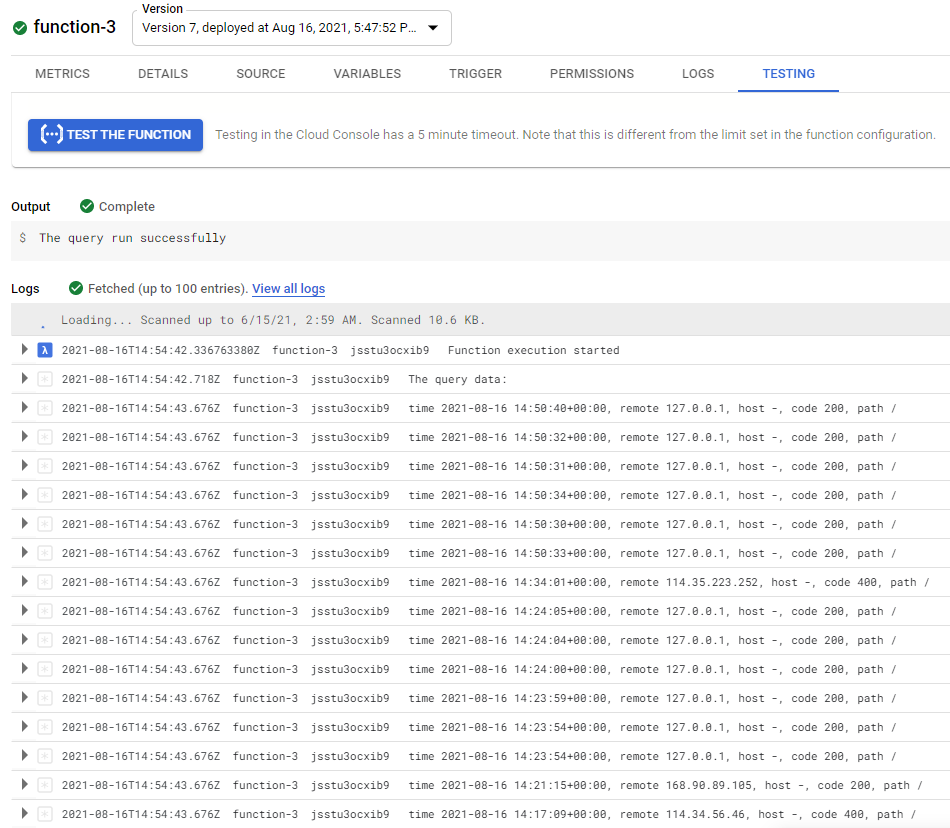 Version
function-3 Version 7, deployed at Aug 16, 2021, 5:47:52 P...
METRICS DETAILS SOURCE VARIABLES TRIGGER PERMISSIONS LOGS TESTING
TEST THE FUNCTION Testing in the Cloud Console has a 5 minute timeout. Note that this is different from the limit set in the function configuration.
Output Complete
$ The query run successfully
Logs Fetched (up to 100 entries). View all logs
Loading... Scanned up to 6/15/21, 2:59 AM. Scanned 10.6 KB.
λ 2021-08-16T14:54:42.336763380Z function-3 jsstu3ocxib9 Function execution started
2021-08-16T14:54:42.718Z function-3 jsstu3ocxib9 The query data:
2021-08-16T14:54:43.676Z function-3 jsstu3ocxib9 time 2021-08-16 14:50:40+00:00, remote 127.0.0.1, host -, code 200, path /
2021-08-16T14:54:43.676Z function-3 jsstu3ocxib9 time 2021-08-16 14:50:32+00:00, remote 127.0.0.1, host -, code 200, path /
2021-08-16T14:54:43.676Z function-3 jsstu3ocxib9 time 2021-08-16 14:50:31+00:00, remote 127.0.0.1, host -, code 200, path /
2021-08-16T14:54:43.676Z function-3 jsstu3ocxib9 time 2021-08-16 14:50:34+00:00, remote 127.0.0.1, host -, code 200, path /
2021-08-16T14:54:43.676Z function-3 jsstu3ocxib9 time 2021-08-16 14:50:30+00:00, remote 127.0.0.1, host -, code 200, path /
2021-08-16T14:54:43.676Z function-3 jsstu3ocxib9 time 2021-08-16 14:50:33+00:00, remote 127.0.0.1, host -, code 200, path /
2021-08-16T14:54:43.676Z function-3 jsstu3ocxib9 time 2021-08-16 14:34:01+00:00, remote 114.35.223.252, host -, code 400, path /
2021-08-16T14:54:43.676Z function-3 jsstu3ocxib9 time 2021-08-16 14:24:05+00:00, remote 127.0.0.1, host -, code 200, path /
2021-08-16T14:54:43.676Z function-3 jsstu3ocxib9 time 2021-08-16 14:24:04+00:00, remote 127.0.0.1, host -, code 200, path /
2021-08-16T14:54:43.676Z function-3 jsstu3ocxib9 time 2021-08-16 14:24:00+00:00, remote 127.0.0.1, host -, code 200, path /
2021-08-16T14:54:43.676Z function-3 jsstu3ocxib9 time 2021-08-16 14:23:59+00:00, remote 127.0.0.1, host -, code 200, path /
2021-08-16T14:54:43.676Z function-3 jsstu3ocxib9 time 2021-08-16 14:23:54+00:00, remote 127.0.0.1, host -, code 200, path /
2021-08-16T14:54:43.676Z function-3 jsstu3ocxib9 time 2021-08-16 14:23:54+00:00, remote 127.0.0.1, host -, code 200, path /
2021-08-16T14:54:43.676Z function-3 jsstu3ocxib9 time 2021-08-16 14:21:15+00:00, remote 168.90.89.105, host -, code 200, path /
2021-08-16T14:54:43.676Z function-3 jsstu3ocxib9 time 2021-08-16 14:17:09+00:00, remote 114.34.56.46, host -, code 400, path /